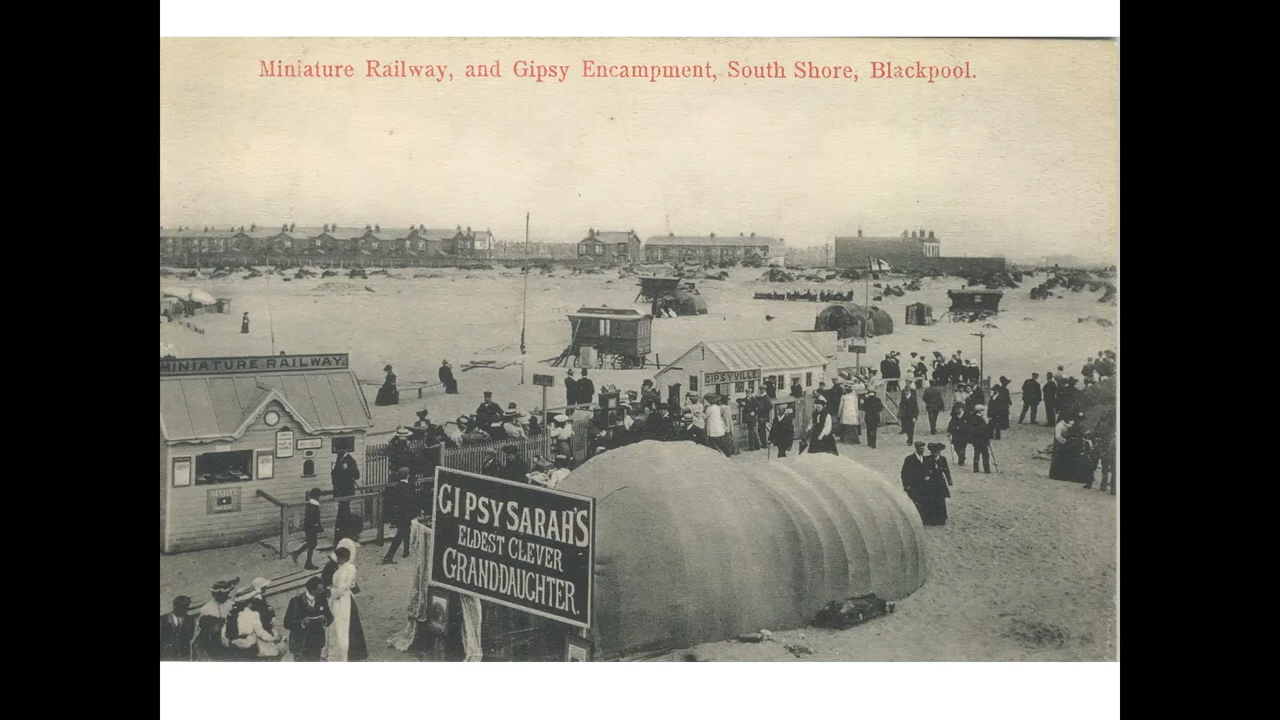 Miniature Railway, and Gipsy Encampment, South Shore, Blackpool.
MINIATURE RAILWAY.
GIPSYVILLE
GIPSY SARAH'S
ELDEST CLEVER
GRANDDAUGHTER.